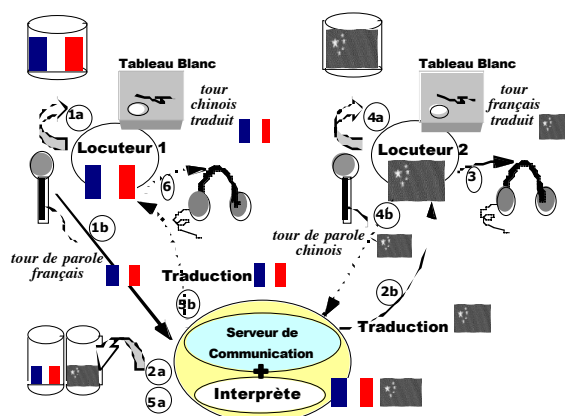 Tableau Blanc
tour
chinois
traduit
1a
Locuteur 1
6
1b
tour de parole
français
Tableau Blanc
tour
français
traduit
4a
Locuteur 2
3
4b
tour de parole
chinois
Traduction
5b
2b
Traduction
Serveur de
Communication
+
Interprète
2a
5a